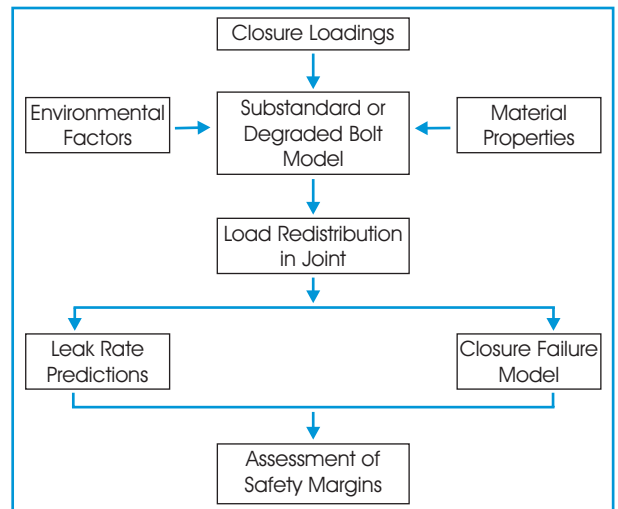 Closure Loadings
Environmental
Factors
Substandard or
Degraded Bolt
Model
Material
Properties
Load Redistribution
in Joint
Leak Rate
Predictions
Closure Failure
Model
Assessment of
Safety Margins